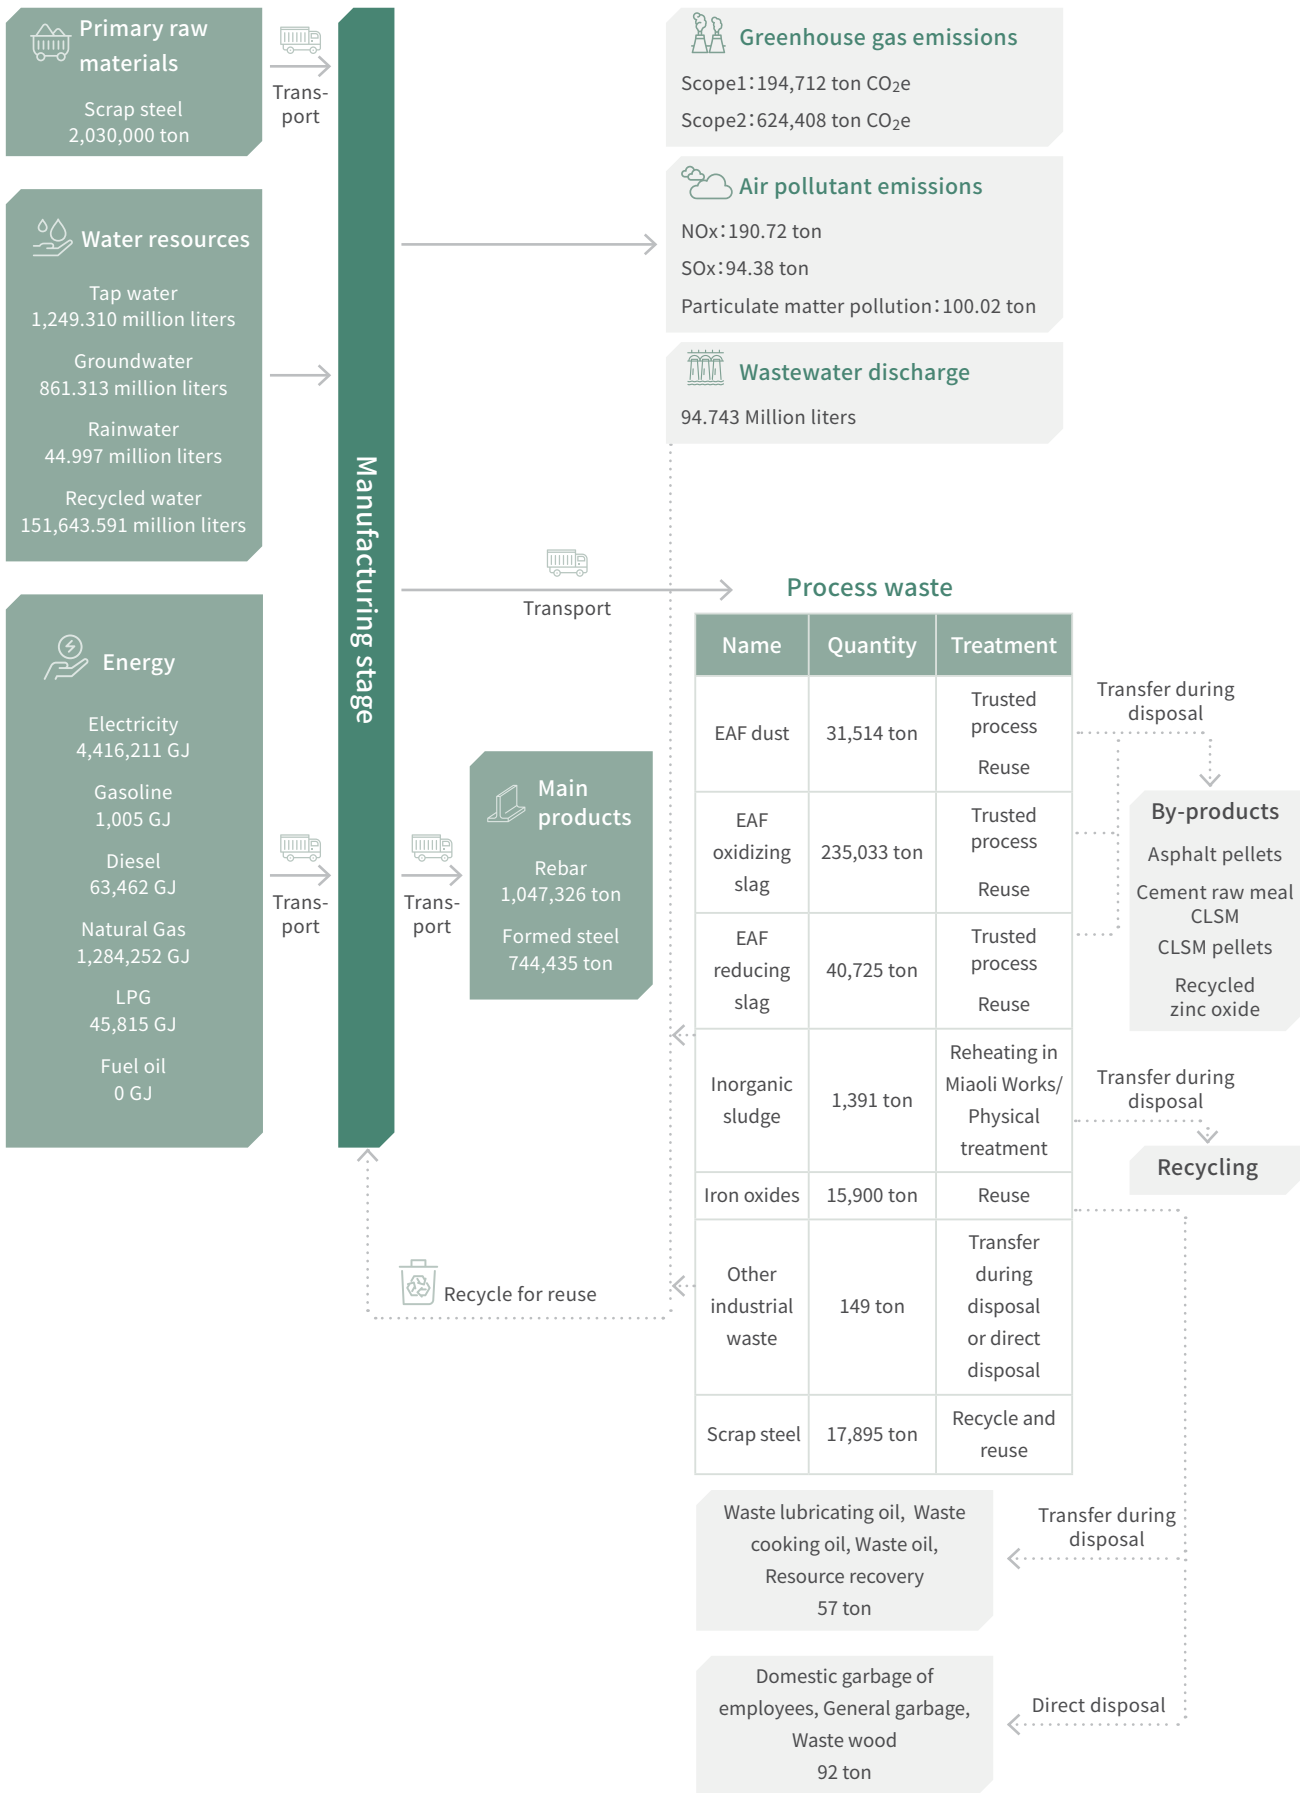 Primary raw
materials
Scrap steel
2,030,000 ton
Trans-
port
Water resources
Tap water
1,249.310 million liters
Groundwater
861.313 million liters
Rainwater
44.997 million liters
Recycled water
151,643.591 million liters
Energy
Electricity
4,416,211 GJ
Gasoline
1,005 GJ
Diesel
63,462 GJ
Natural Gas
1,284,252 GJ
LPG
45,815 GJ
Fuel oil
0 GJ
Trans-
port
Manufacturing stage
Greenhouse gas emissions
Scope1:194,712 ton CO₂e
Scope2:624,408 ton CO₂e
Air pollutant emissions
NOx:190.72 ton
SOx:94.38 ton
Particulate matter pollution:100.02 ton
Wastewater discharge
94.743 Million liters
Transport
Trans-
port
Main
products
Rebar
1,047,326 ton
Formed steel
744,435 ton
Process waste
Name Quantity Treatment
EAF dust 31,514 ton
Trusted
process
Reuse
EAF
oxidizing
slag
235,033 ton
Trusted
process
Reuse
EAF
reducing
slag
40,725 ton
Trusted
process
Reuse
Inorganic
sludge
1,391 ton
Reheating in
Miaoli Works/
Physical
treatment
Iron oxides 15,900 ton Reuse
Other
industrial
waste
149 ton
Transfer
during
disposal
or direct
disposal
Scrap steel 17,895 ton
Recycle and
reuse
Transfer during
disposal
By-products
Asphalt pellets
Cement raw meal
CLSM
CLSM pellets
Recycled
zinc oxide
Transfer during
disposal
Recycling
Recycle for reuse
Waste lubricating oil, Waste
cooking oil, Waste oil,
Resource recovery
57 ton
Transfer during
disposal
Domestic garbage of
employees, General garbage,
Waste wood
92 ton
Direct disposal